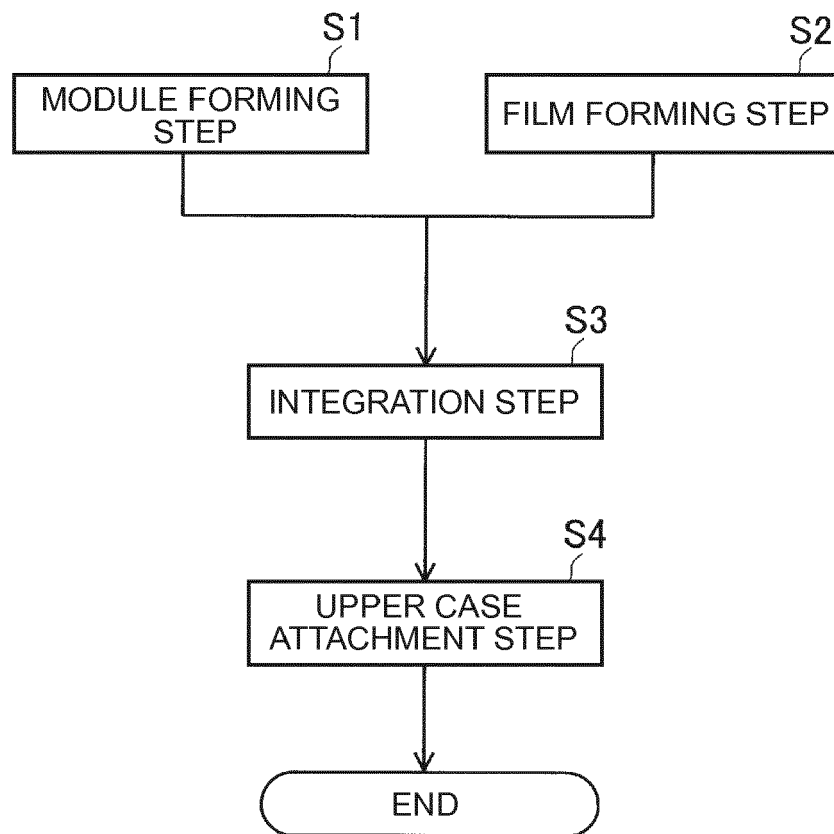 S1
MODULE FORMING
STEP
S2
FILM FORMING STEP
S3
INTEGRATION STEP
S4
UPPER CASE
ATTACHMENT STEP
END